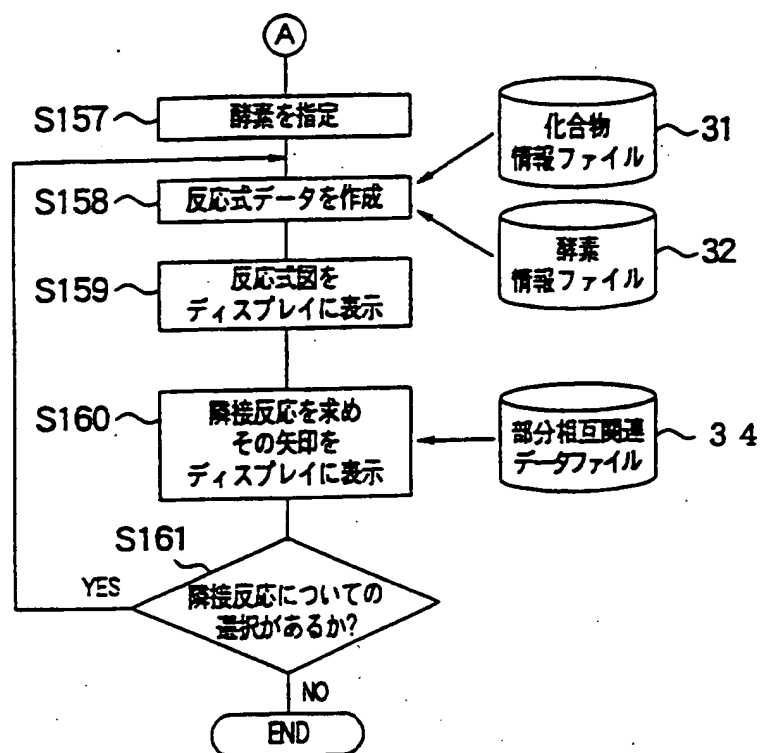 A
S157
酵素を指定
化合物
情報ファイル
31
S158
反応式データを作成
酵素
情報ファイル
32
S159
反応式図を
ディスプレイに表示
S160
隣接反応を求め
その矢印を
ディスプレイに表示
部分相互関連
データファイル
34
S161
YES
隣接反応についての
選択があるか?
NO
END